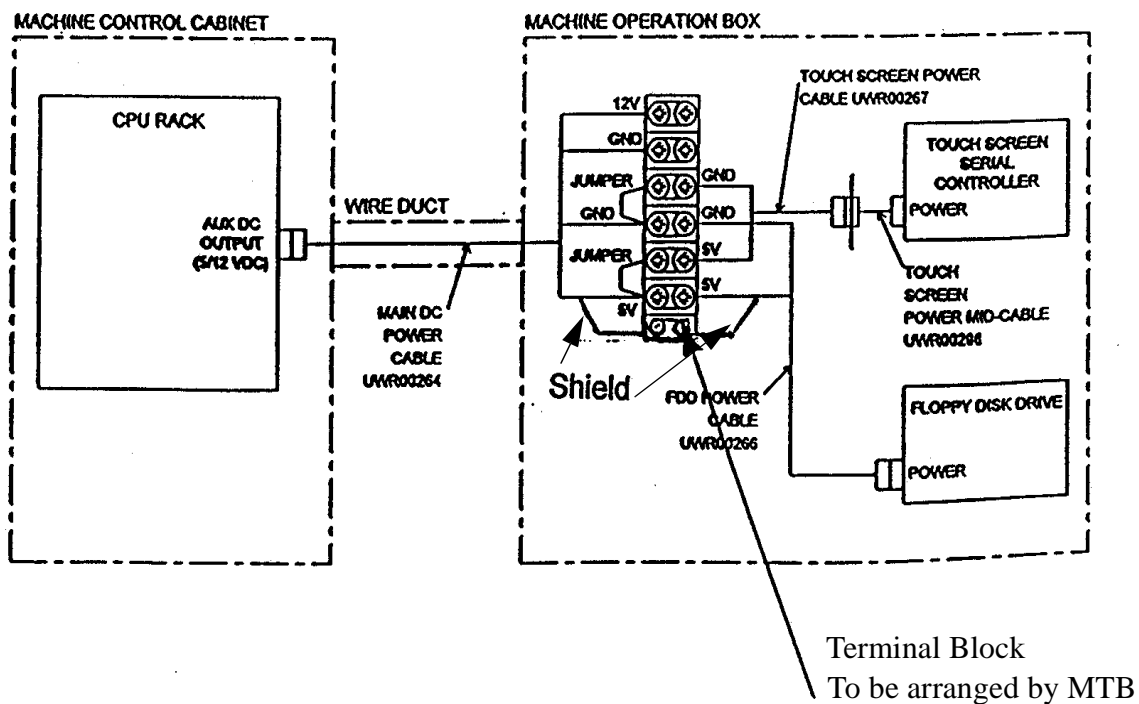 MACHINE CONTROL CABINET
MACHINE OPERATION BOX
CPU RACK
AUX DC
OUTPUT
(5/12 VDC)
WIRE DUCT
MAIN DC
POWER
CABLE
UWR00264
12V
GND
JUMPER
GND
JUMPER
5V
GND
GND
5V
5V
Shield
TOUCH SCREEN POWER
CABLE UWR00267
TOUCH SCREEN
SERIAL
CONTROLLER
POWER
TOUCH
SCREEN
POWER MID-CABLE
UWR00296
FDD POWER
CABLE
UWR00266
FLOPPY DISK DRIVE
POWER
Terminal Block
To be arranged by MTB